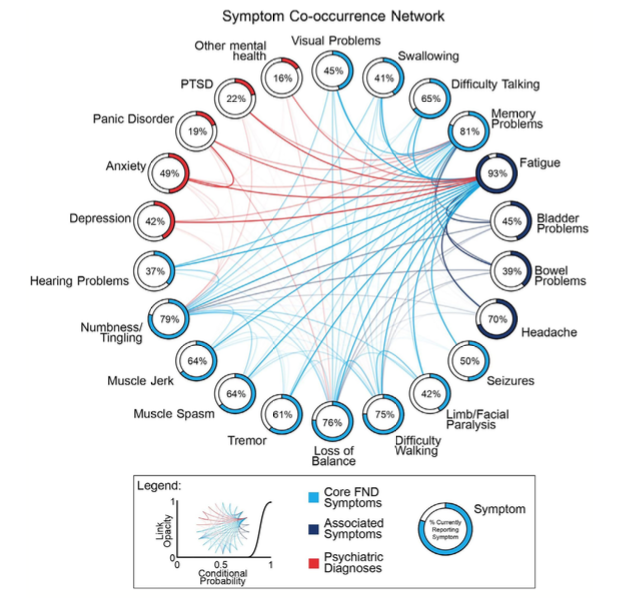 Symptom Co-occurrence Network
Visual Problems
45%
Swallowing
41%
Difficulty Talking
65%
Memory
Problems
81%
Fatigue
93%
Bladder
Problems
45%
Bowel
Problems
39%
Headache
70%
Seizures
50%
Limb/Facial
Paralysis
42%
Difficulty
Walking
75%
Loss of
Balance
76%
Tremor
61%
Muscle Spasm
64%
Muscle Jerk
64%
Numbness/
Tingling
79%
Hearing Problems
37%
Depression
42%
Anxiety
49%
Panic Disorder
19%
PTSD
22%
Other mental
health
16%
Legend:
Link
Opacity
1
0
0
0.5
1
Conditional
Probability
Core FND
Symptoms
Associated
Symptoms
Psychiatric
Diagnoses
Symptom
% Currently
Reporting
Symptom